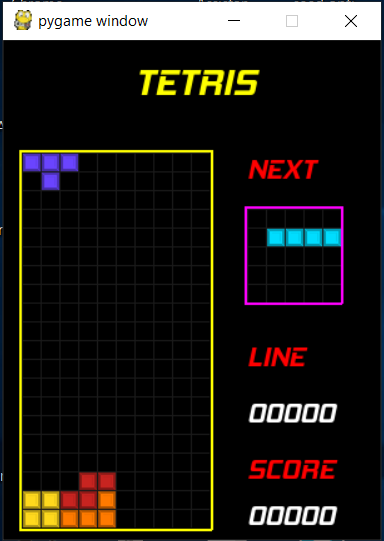 pygame window
TETRIS
NEXT
LINE
00000
SCORE
00000